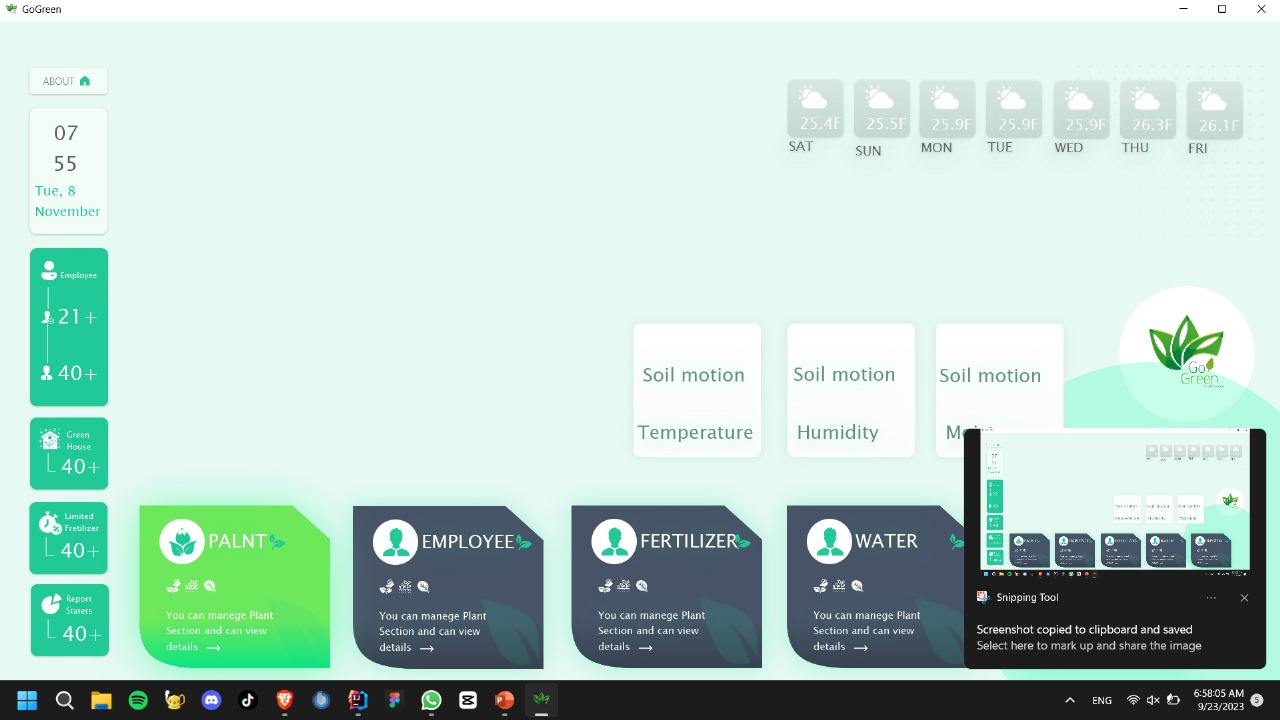 GoGreen
ABOUT
07
55
Tue, 8
November
Employee
21+
40+
Green
House
40+
Limited
Fretilizer
40+
Report
Statets
40+
25.4F
SAT
25.5F
SUN
25.9F
MON
25.9F
TUE
25.9F
WED
26.3F
THU
26.1F
FRI
Soil motion
Temperature
Soil motion
Humidity
Soil motion
Go
Green
PALNT
You can manege Plant
Section and can view
details
EMPLOYEE
You can manege Plant
Section and can view
details
FERTILIZER
You can manege Plant
Section and can view
details
WATER
You can manege Plant
Section and can view
details
Snipping Tool
Screenshot copied to clipboard and saved
Select here to mark up and share the image
ENG
6:58:05 AM
9/23/2023
5